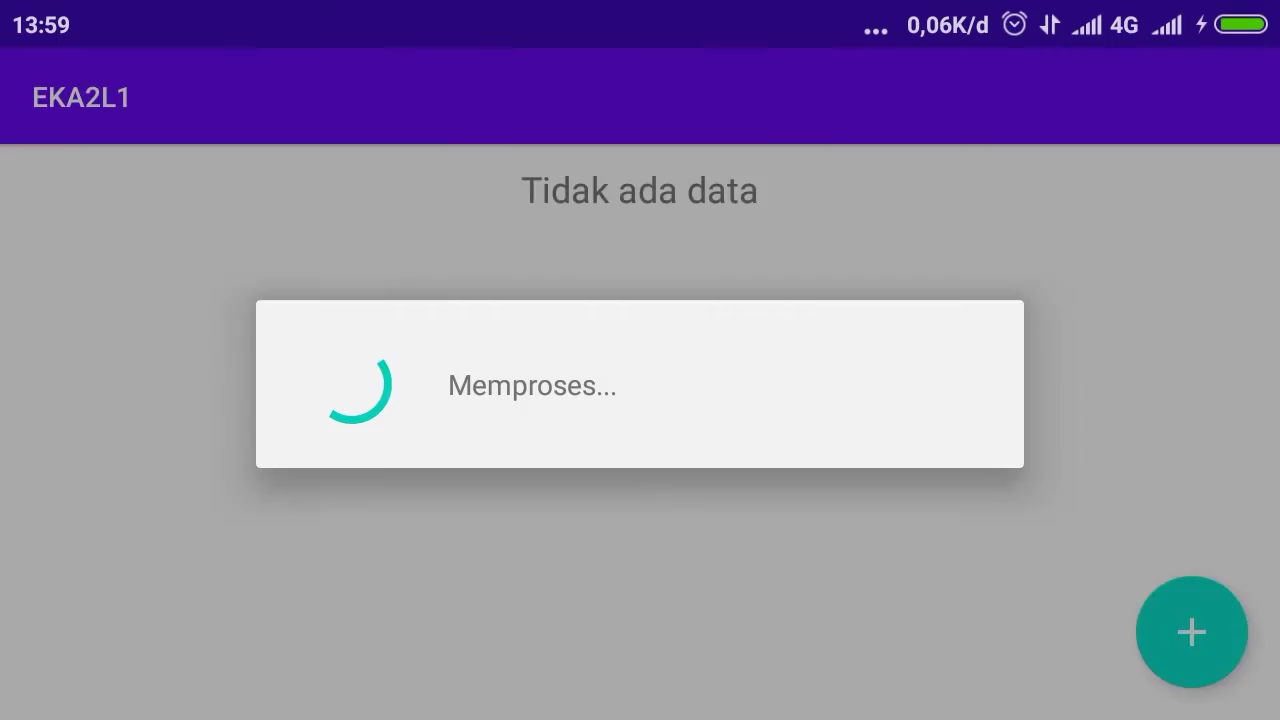 13:59 ... 0,06K/d 4G
EKA2L1
Tidak ada data
Memproses...
+